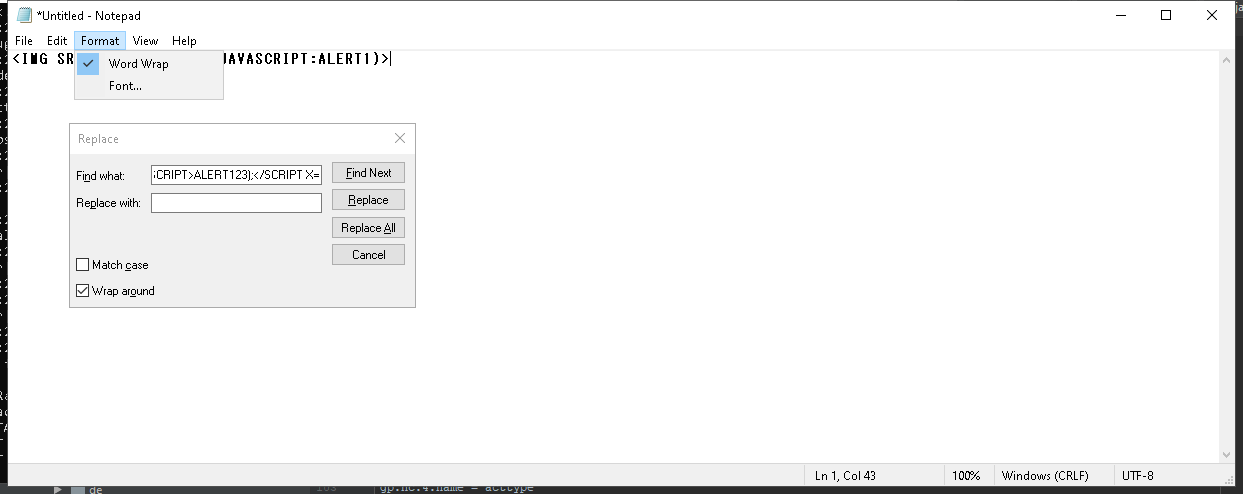 *Untitled - Notepad
File Edit Format View Help
<IMG SR JAVASCRIPT:ALERT1)>
Word Wrap
Font...
Replace
Find what: CRIPT>ALERT123);</SCRIPT X= Find Next
Replace with: Replace
Replace All
Cancel
Match case
Wrap around
Ln 1, Col 43 100% Windows (CRLF) UTF-8
de gp.nc.4.name = acttype